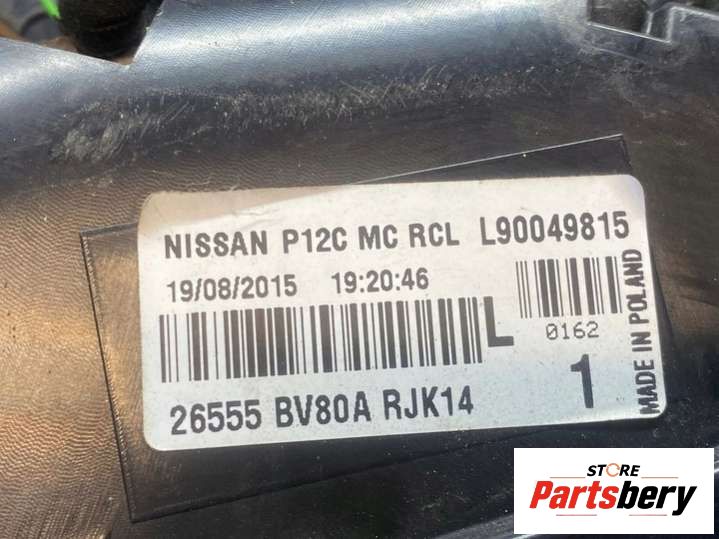 NISSAN P12C MC RCL L90049815
19/08/2015 19:20:46
L
0162
26555 BV80A RJK14
1
MADE IN POLAND
STORE
Partsbery